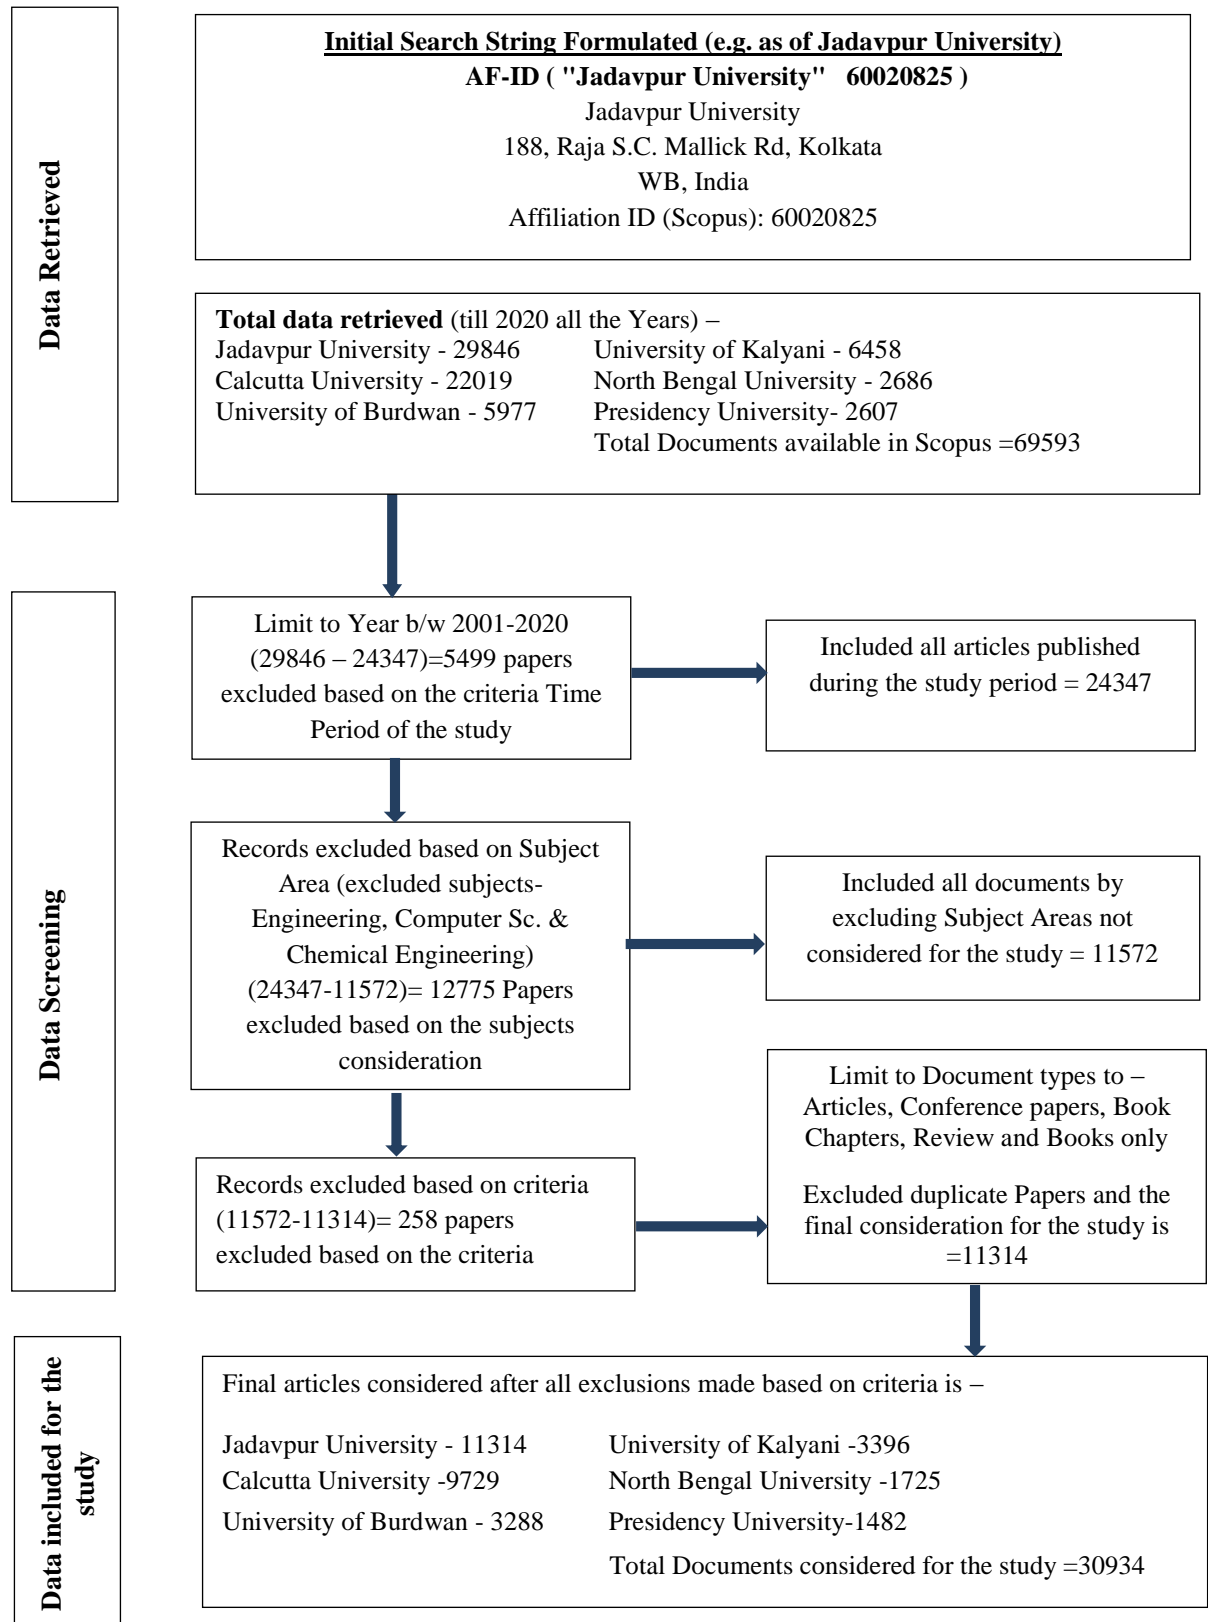 Data Retrieved
Initial Search String Formulated (e.g. as of Jadavpur University)
AF-ID ( "Jadavpur University" 60020825 )
Jadavpur University
188, Raja S.C. Mallick Rd, Kolkata
WB, India
Affiliation ID (Scopus): 60020825
Total data retrieved (till 2020 all the Years) –
Jadavpur University - 29846 University of Kalyani - 6458
Calcutta University - 22019 North Bengal University - 2686
University of Burdwan - 5977 Presidency University- 2607
Total Documents available in Scopus =69593
Data Screening
Limit to Year b/w 2001-2020
(29846 – 24347)=5499 papers
excluded based on the criteria Time
Period of the study
Included all articles published
during the study period = 24347
Records excluded based on Subject
Area (excluded subjects-
Engineering, Computer Sc. &
Chemical Engineering)
(24347-11572)= 12775 Papers
excluded based on the subjects
consideration
Included all documents by
excluding Subject Areas not
considered for the study = 11572
Records excluded based on criteria
(11572-11314)= 258 papers
excluded based on the criteria
Limit to Document types to –
Articles, Conference papers, Book
Chapters, Review and Books only
Excluded duplicate Papers and the
final consideration for the study is
=11314
Data included for the
study
Final articles considered after all exclusions made based on criteria is –
Jadavpur University - 11314 University of Kalyani -3396
Calcutta University -9729 North Bengal University -1725
University of Burdwan - 3288 Presidency University-1482
Total Documents considered for the study =30934